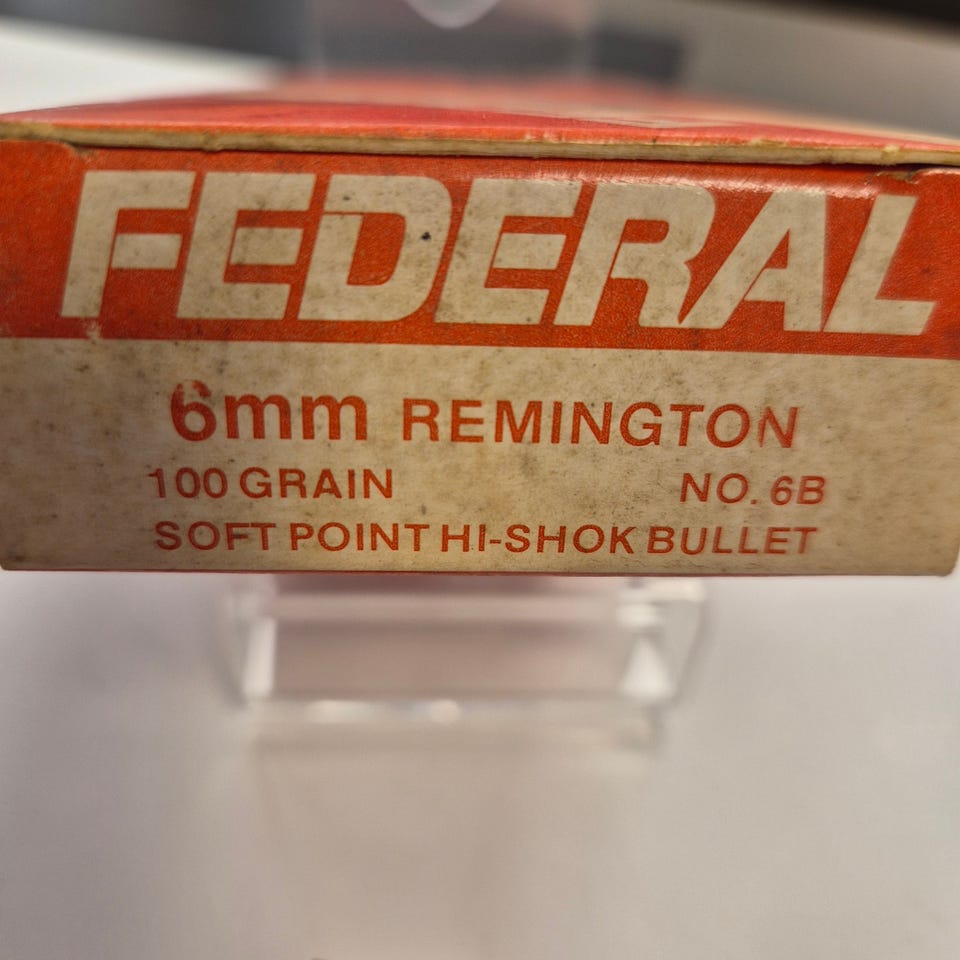 FEDERAL
6mm REMINGTON
100 GRAIN NO. 6B
SOFT POINT HI-SHOK BULLET